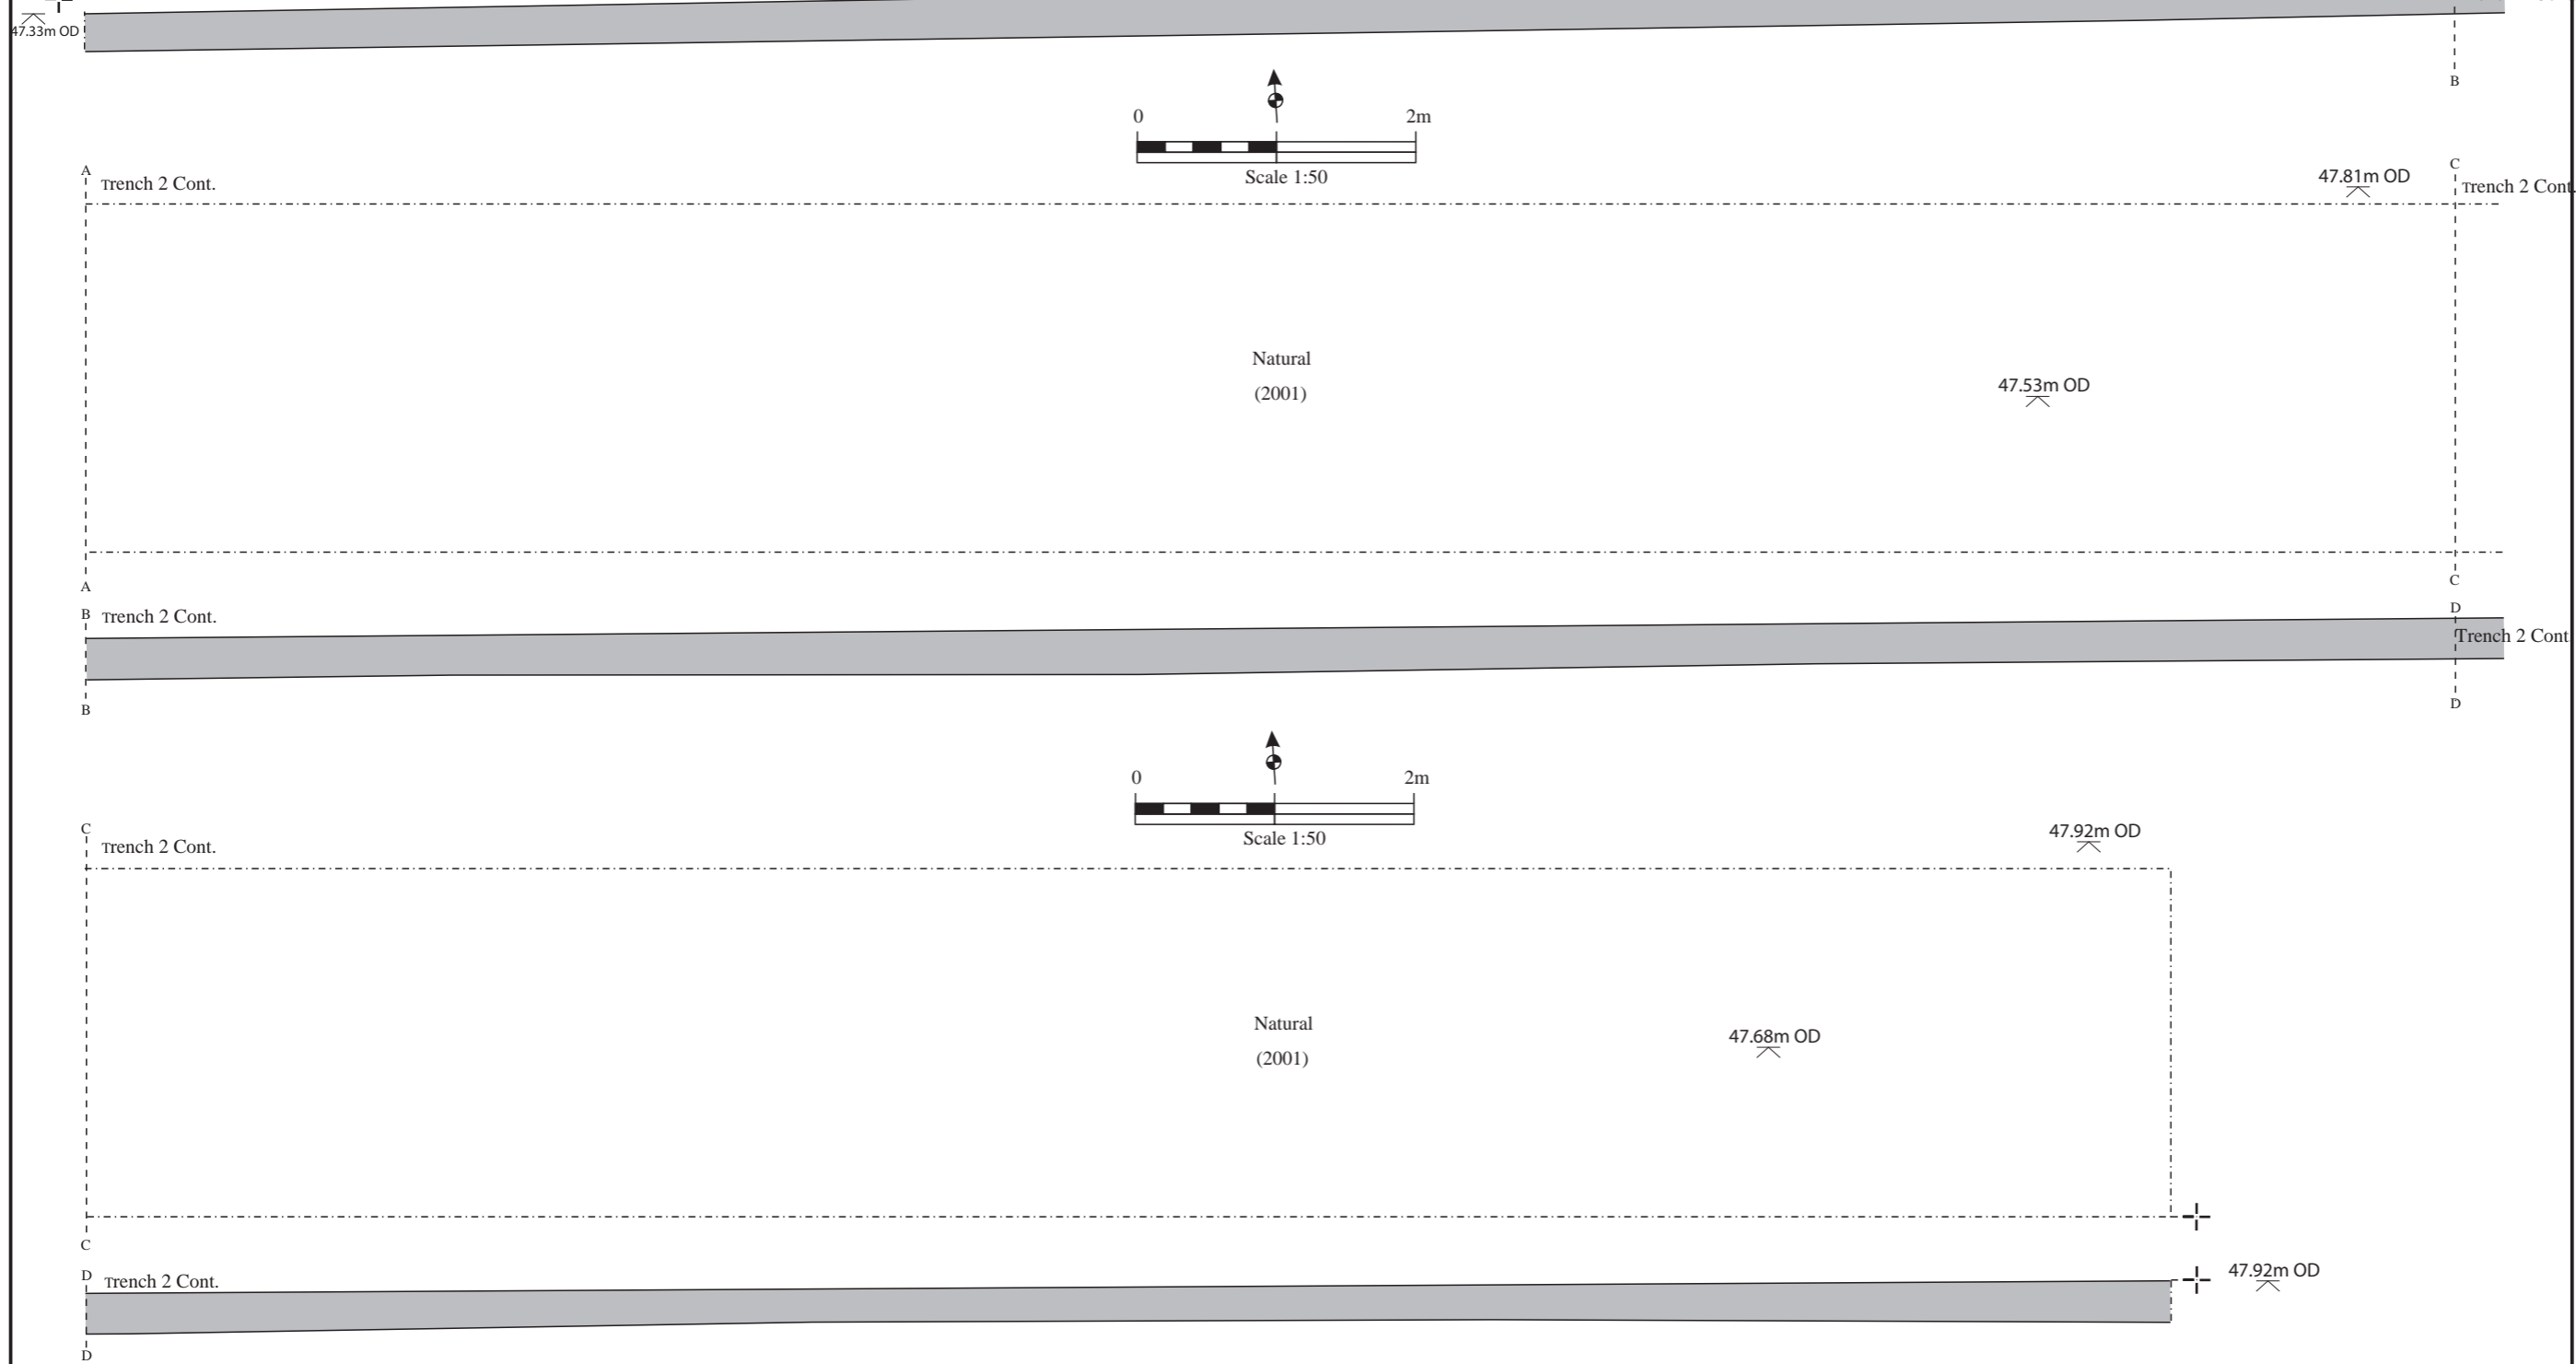 47.33m OD
B
0 2m
Scale 1:50
A
Trench 2 Cont.
47.81m OD
C
Trench 2 Cont
Natural
(2001)
47.53m OD
A
C
B
Trench 2 Cont.
D
Trench 2 Cont
B
D
0 2m
Scale 1:50
C
Trench 2 Cont.
47.92m OD
Natural
(2001)
47.68m OD
C
D
Trench 2 Cont.
47.92m OD
D